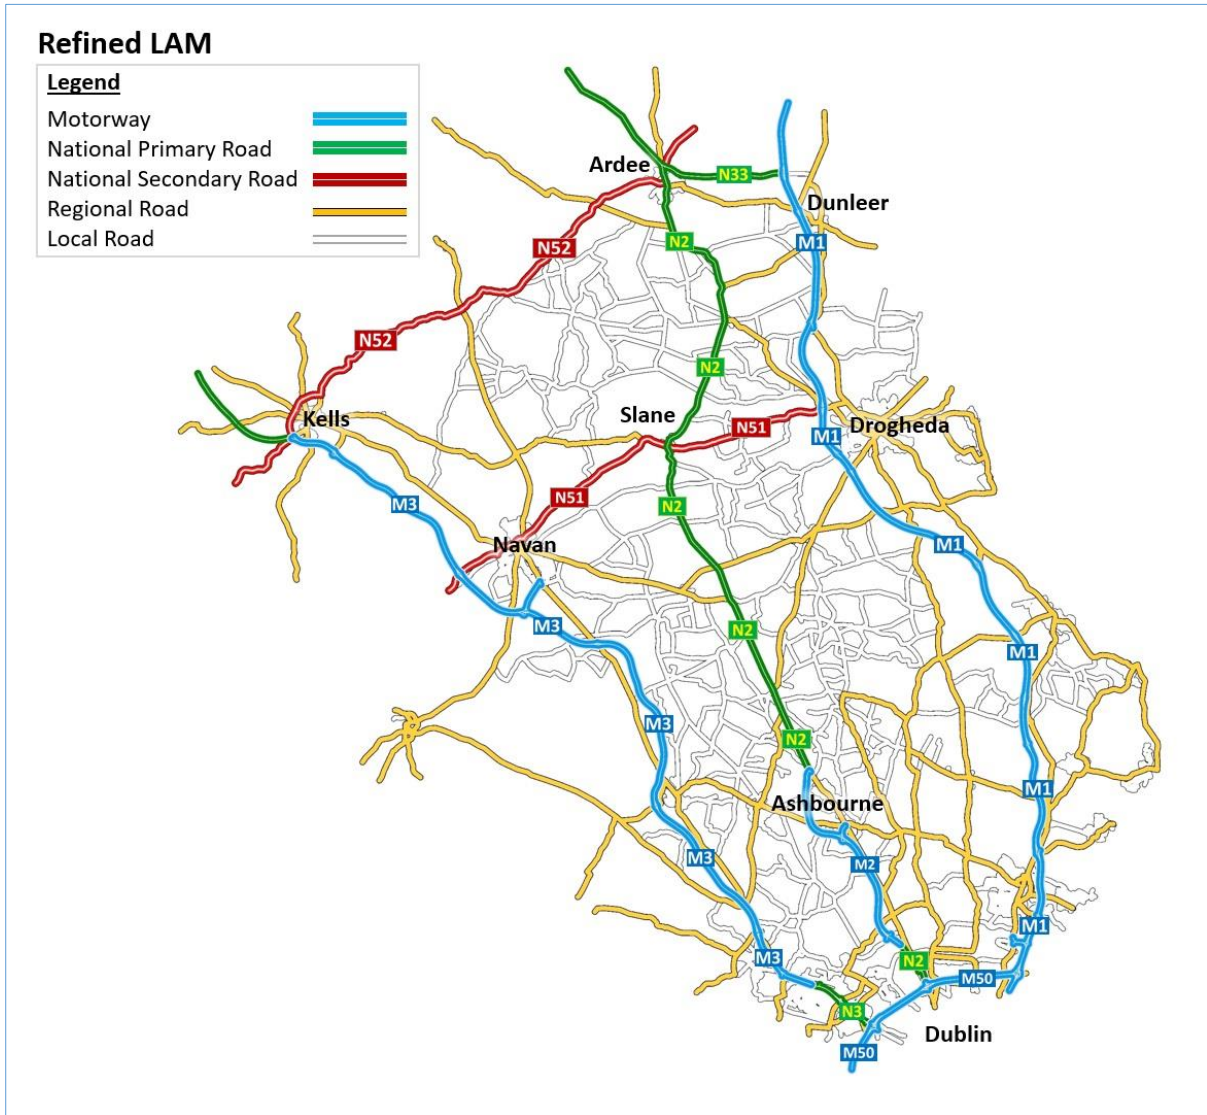 Refined LAM
Legend
Motorway
National Primary Road
National Secondary Road
Regional Road
Local Road
Ardee
N33
Dunleer
N2
M1
N52
N52
N2
Slane
Kells
N51
M1
Drogheda
N51
M3
N2
Navan
M1
M3
N2
M1
M3
N2
M1
Ashbourne
M3
M2
M1
M3
N2
M50
N3
Dublin
M50